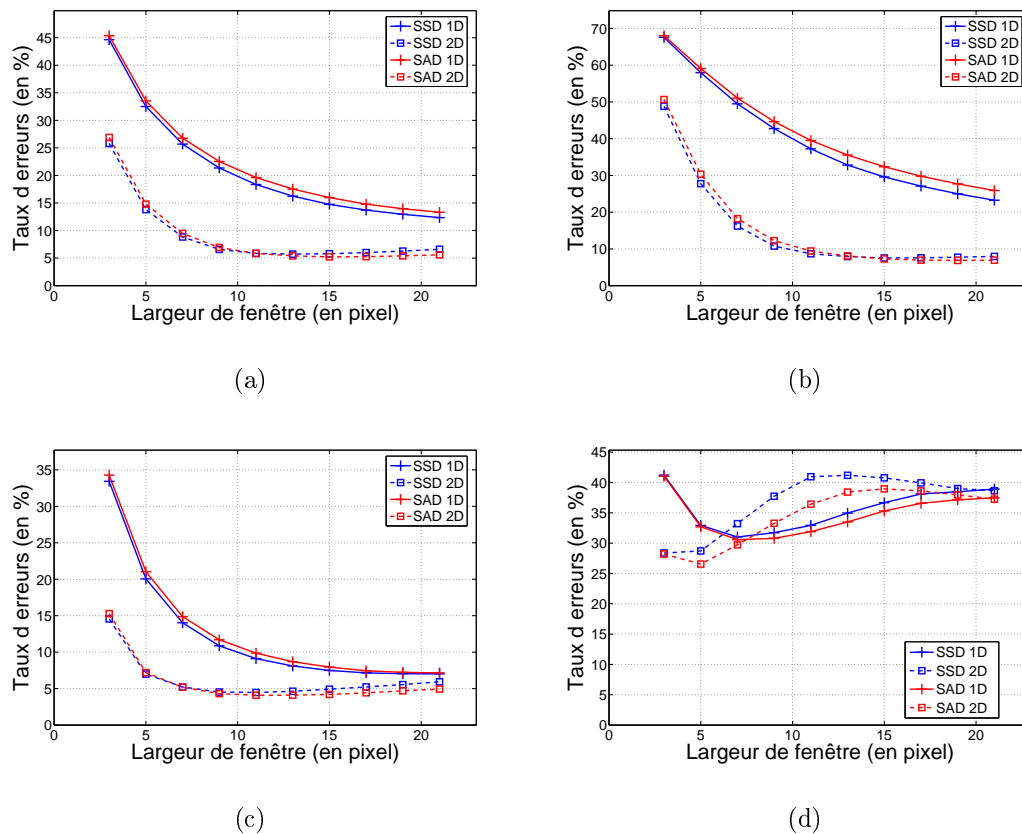 45
40
35
30
25
20
15
10
5
0
0
5
10
15
20
Taux d erreurs (en %)
Largeur de fenêtre (en pixel)
SSD 1D
SSD 2D
SAD 1D
SAD 2D
(a)
70
60
50
40
30
20
10
0
0
5
10
15
20
Taux d erreurs (en %)
Largeur de fenêtre (en pixel)
SSD 1D
SSD 2D
SAD 1D
SAD 2D
(b)
35
30
25
20
15
10
5
0
0
5
10
15
20
Taux d erreurs (en %)
Largeur de fenêtre (en pixel)
SSD 1D
SSD 2D
SAD 1D
SAD 2D
(c)
45
40
35
30
25
20
15
10
5
0
0
5
10
15
20
Taux d erreurs (en %)
Largeur de fenêtre (en pixel)
SSD 1D
SSD 2D
SAD 1D
SAD 2D
(d)